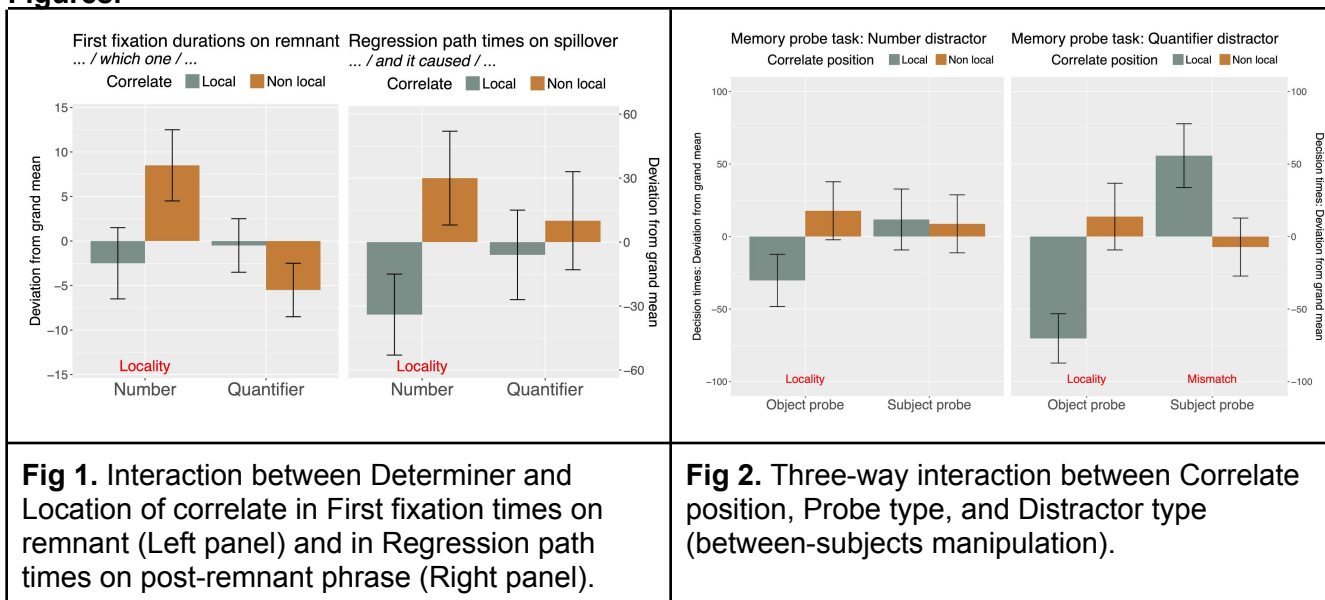 Figures:
First fixation durations on remnant
... / which one / ...
Correlate Local Non local
Deviation from grand mean
15
10
5
0
−5
−10
−15
Locality
Number Quantifier
Regression path times on spillover
... / and it caused / ...
Correlate Local Non local
60
30
0
−30
−60
Deviation from grand mean
Locality
Number Quantifier
Memory probe task: Number distractor
Correlate position Local Non local
Decision times: Deviation from grand mean
100
50
0
−50
−100
Locality
Object probe Subject probe
Memory probe task: Quantifier distractor
Correlate position Local Non local
100
50
0
−50
−100
Decision times: Deviation from grand mean
Locality Mismatch
Object probe Subject probe
Fig 1. Interaction between Determiner and
Location of correlate in First fixation times on
remnant (Left panel) and in Regression path
times on post-remnant phrase (Right panel).
Fig 2. Three-way interaction between Correlate
position, Probe type, and Distractor type
(between-subjects manipulation).